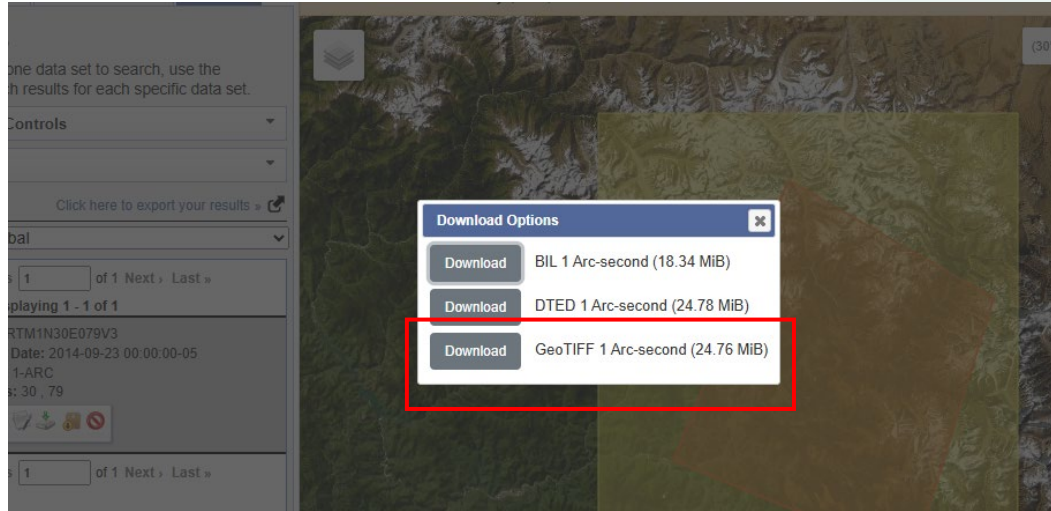 one data set to search, use the
h results for each specific data set.
Controls
Click here to export your results »
bal
s 1 of 1 Next › Last »
splaying 1 - 1 of 1
RTM1N30E079V3
Date: 2014-09-23 00:00:00-05
1-ARC
s: 30 , 79
s 1 of 1 Next › Last »
(30
Download Options
Download BIL 1 Arc-second (18.34 MiB)
Download DTED 1 Arc-second (24.78 MiB)
Download GeoTIFF 1 Arc-second (24.76 MiB)